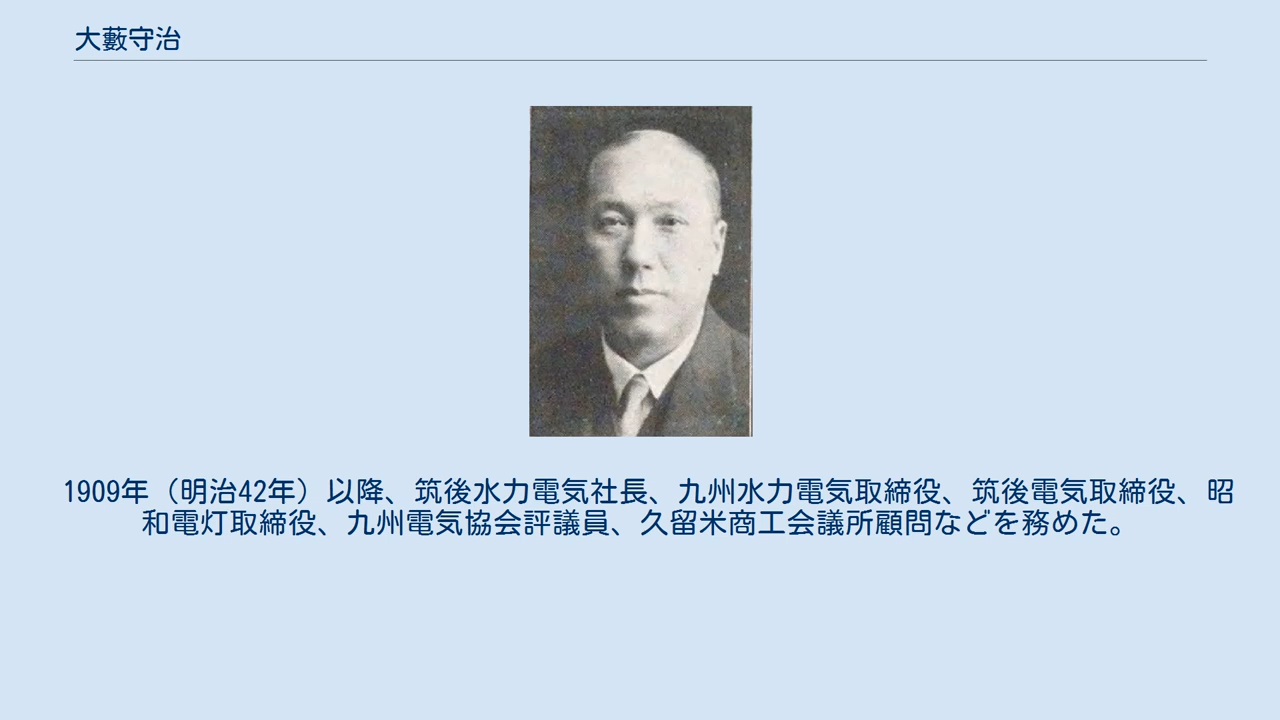 大藪守治
1909年（明治42年）以降、筑後水力電気社長、九州水力電気取締役、筑後電気取締役、昭
和電灯取締役、九州電気協会評議員、久留米商工会議所顧問などを務めた。